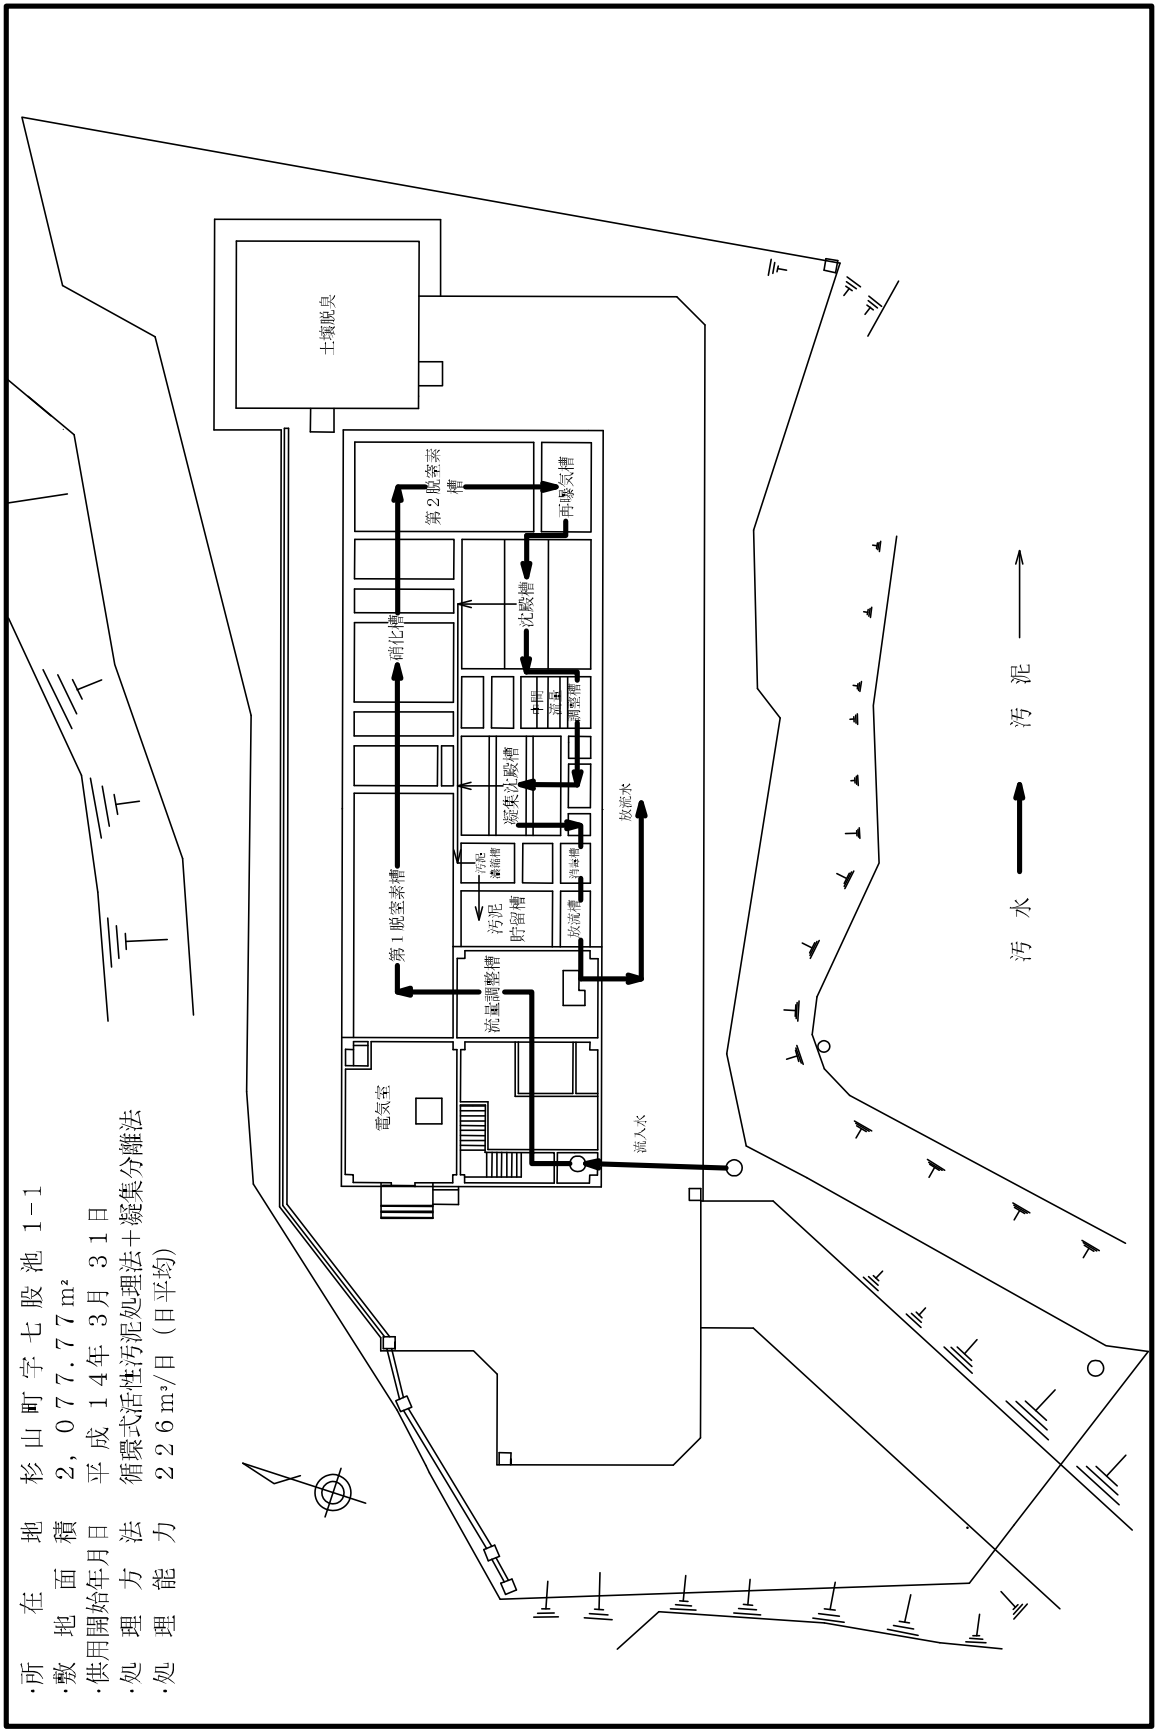 ・所在地 杉山町字七股池1-1
・敷地面積 2,077.77m²
・供用開始年月日 平成14年3月31日
・処理方法 循環式活性汚泥処理法＋凝集分離法
・処理能力 226m³/日(日平均)
土壌脱臭
第2脱窒素
槽
再曝気槽
硝化槽
沈殿槽
中間
流量
調整槽
凝集沈殿槽
第1脱窒素槽
汚泥
濃縮槽
消毒槽
汚泥
貯留槽
放流槽
放流水
流量調整槽
電気室
流入水
汚水
汚泥